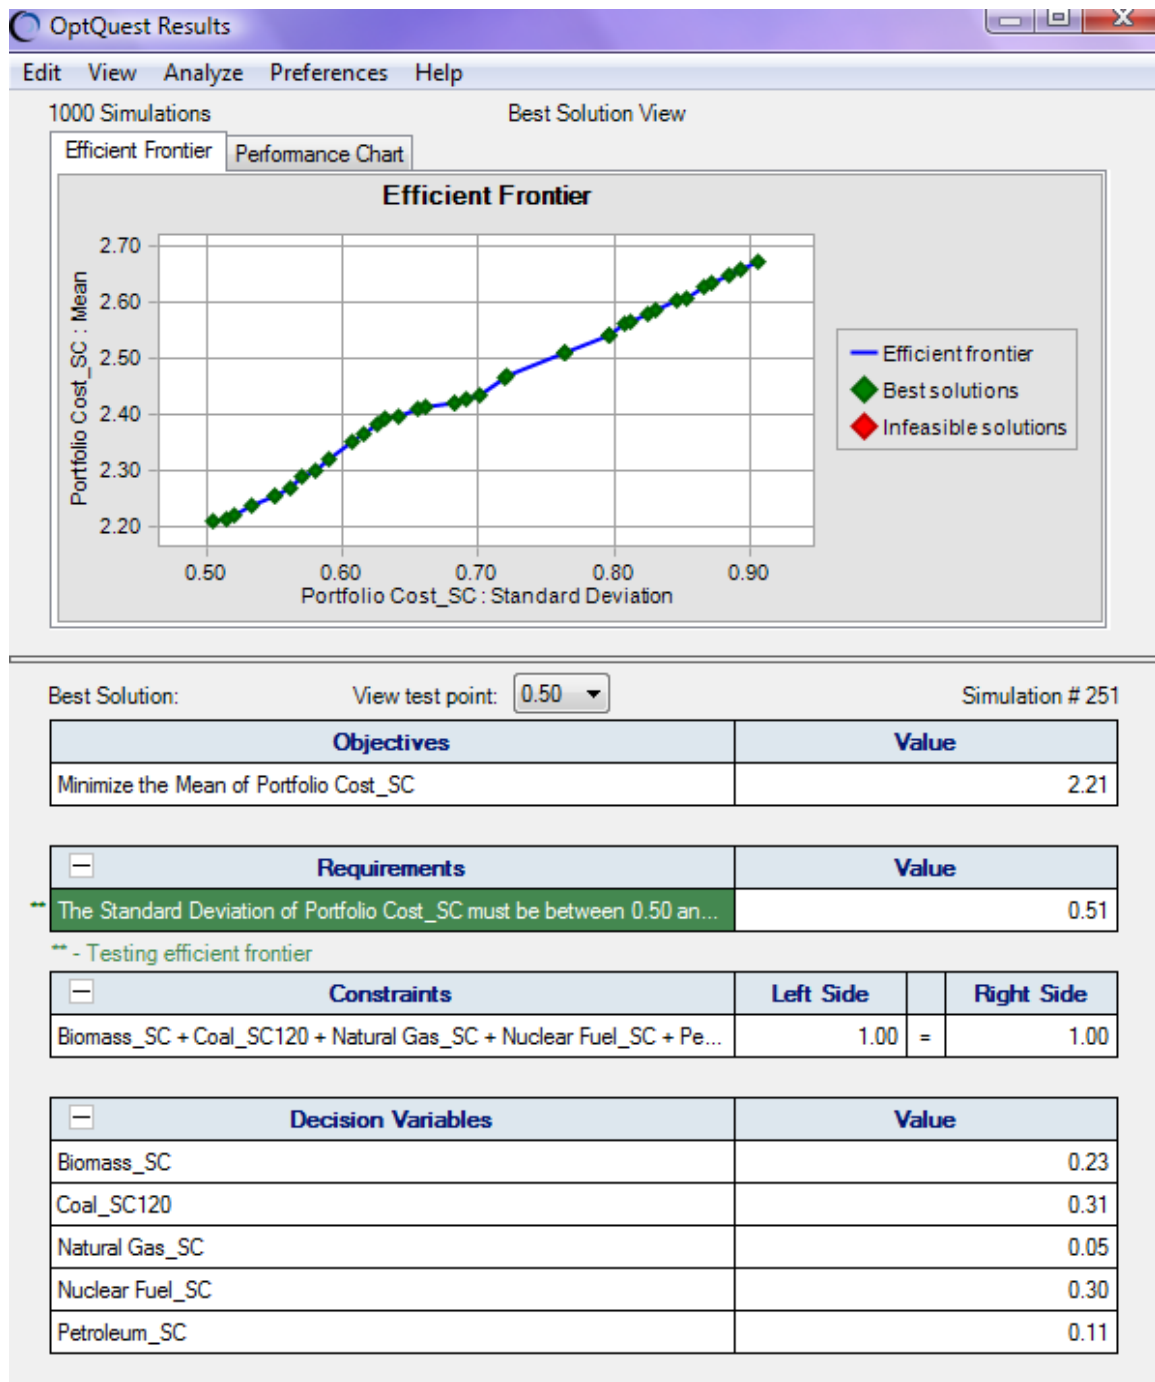 OptQuest Results
Edit View Analyze Preferences Help
1000 Simulations Best Solution View
Efficient Frontier Performance Chart
Efficient Frontier
Portfolio Cost_SC : Mean
2.70
2.60
2.50
2.40
2.30
2.20
0.50 0.60 0.70 0.80 0.90
Portfolio Cost_SC : Standard Deviation
Efficient frontier
Best solutions
Infeasible solutions
Best Solution: View test point: 0.50 Simulation # 251
Objectives Value
Minimize the Mean of Portfolio Cost_SC 2.21
Requirements Value
** The Standard Deviation of Portfolio Cost_SC must be between 0.50 an... 0.51
** - Testing efficient frontier
Constraints Left Side Right Side
Biomass_SC + Coal_SC120 + Natural Gas_SC + Nuclear Fuel_SC + Pe... 1.00 = 1.00
Decision Variables Value
Biomass_SC 0.23
Coal_SC120 0.31
Natural Gas_SC 0.05
Nuclear Fuel_SC 0.30
Petroleum_SC 0.11